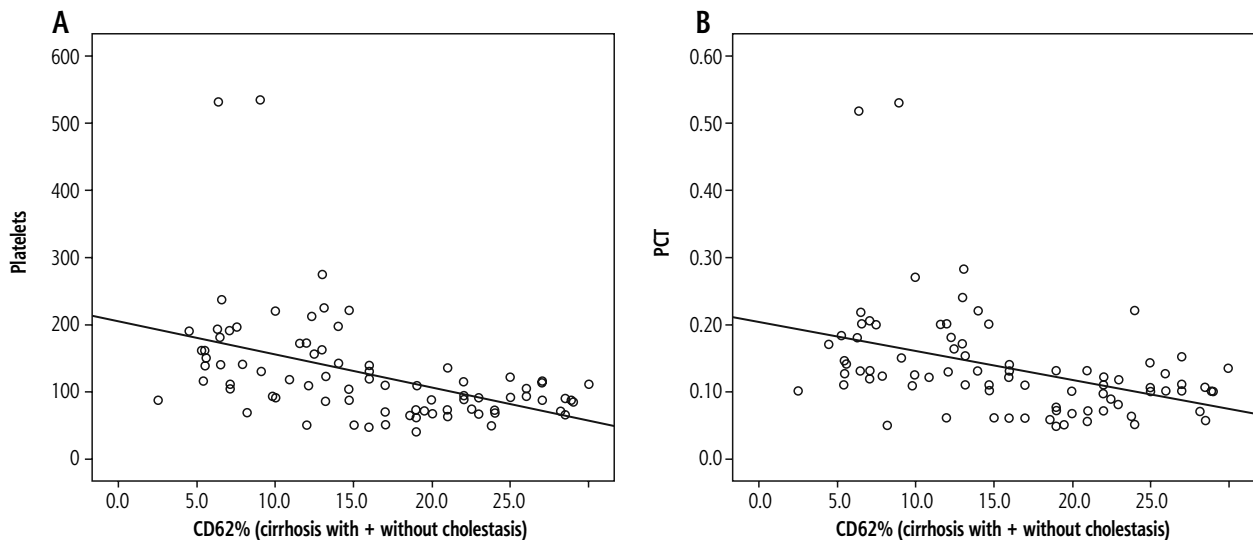 A
600
500
400
300
200
100
0
Platelets
0.0 5.0 10.0 15.0 20.0 25.0
CD62% (cirrhosis with + without cholestasis)
B
0.60
0.50
0.40
0.30
0.20
0.10
0.0
PCT
0.0 5.0 10.0 15.0 20.0 25.0
CD62% (cirrhosis with + without cholestasis)